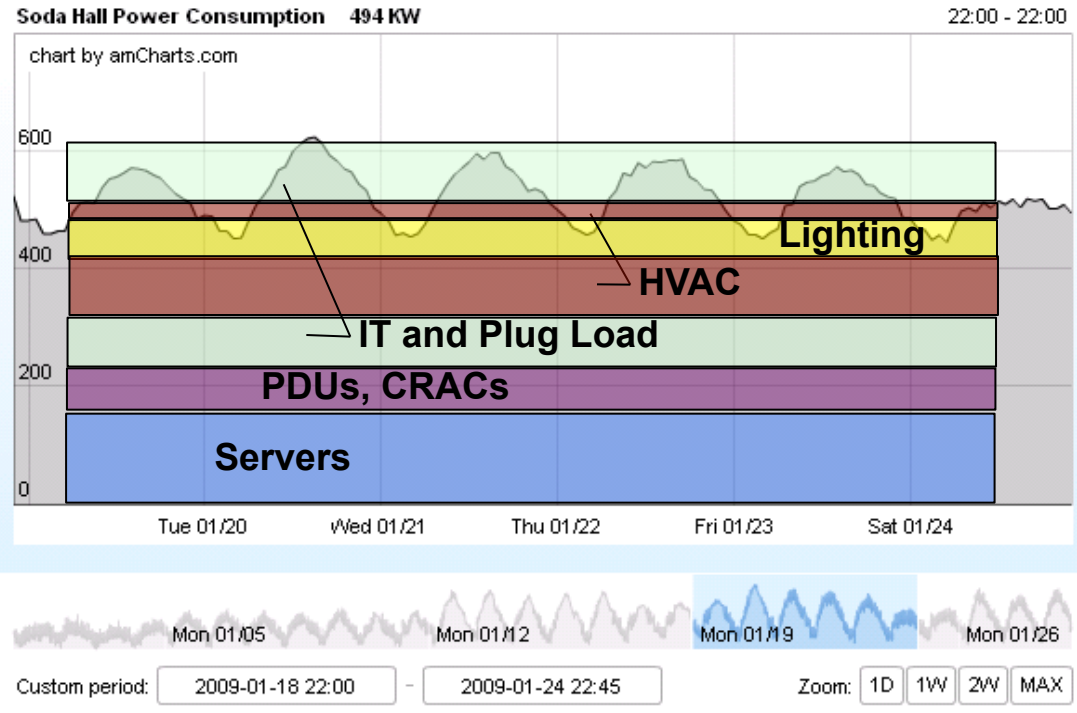 Soda Hall Power Consumption 494 KW 22:00 - 22:00
chart by amCharts.com
600
Lighting
400
HVAC
IT and Plug Load
200
PDUs, CRACs
Servers
0
Tue 01/20 Wed 01/21 Thu 01/22 Fri 01/23 Sat 01/24
Mon 01/05 Mon 01/12 Mon 01/19 Mon 01/26
Custom period: 2009-01-18 22:00 - 2009-01-24 22:45 Zoom: 1D 1W 2W MAX